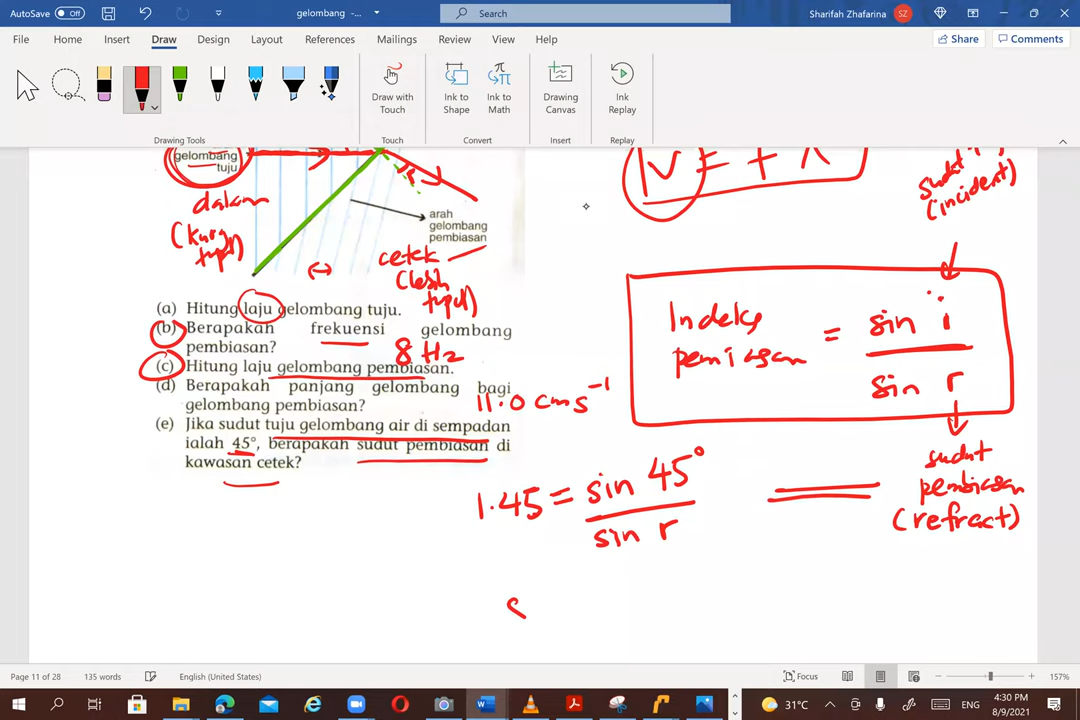 AutoSave Off
gelombang -...
Search
Sharifah Zhafarina SZ
File Home Insert Draw Design Layout References Mailings Review View Help
Share Comments
Draw with Touch
Ink to Shape
Ink to Math
Drawing Canvas
Ink Replay
Drawing Tools
Touch
Convert
Insert
Replay
gelombang
tuju
dalam
arah
gelombang
pembiasan
cetek
V = f λ
sudut
(incident)
(a) Hitung laju gelombang tuju.
(b) Berapakah frekuensi gelombang
pembiasan?
8 Hz
(c) Hitung laju gelombang pembiasan.
(d) Berapakah panjang gelombang bagi
gelombang pembiasan?
11.0 cms⁻¹
(e) Jika sudut tuju gelombang air di sempadan
ialah 45°, berapakah sudut pembiasan di
kawasan cetek?
Indeks
pembiasan
= sin i
sin r
1.45 = sin 45°
sin r
sudut
pembiasan
(refract)
Page 11 of 28 135 words English (United States)
Focus
157%
31°C
ENG
4:30 PM
8/9/2021